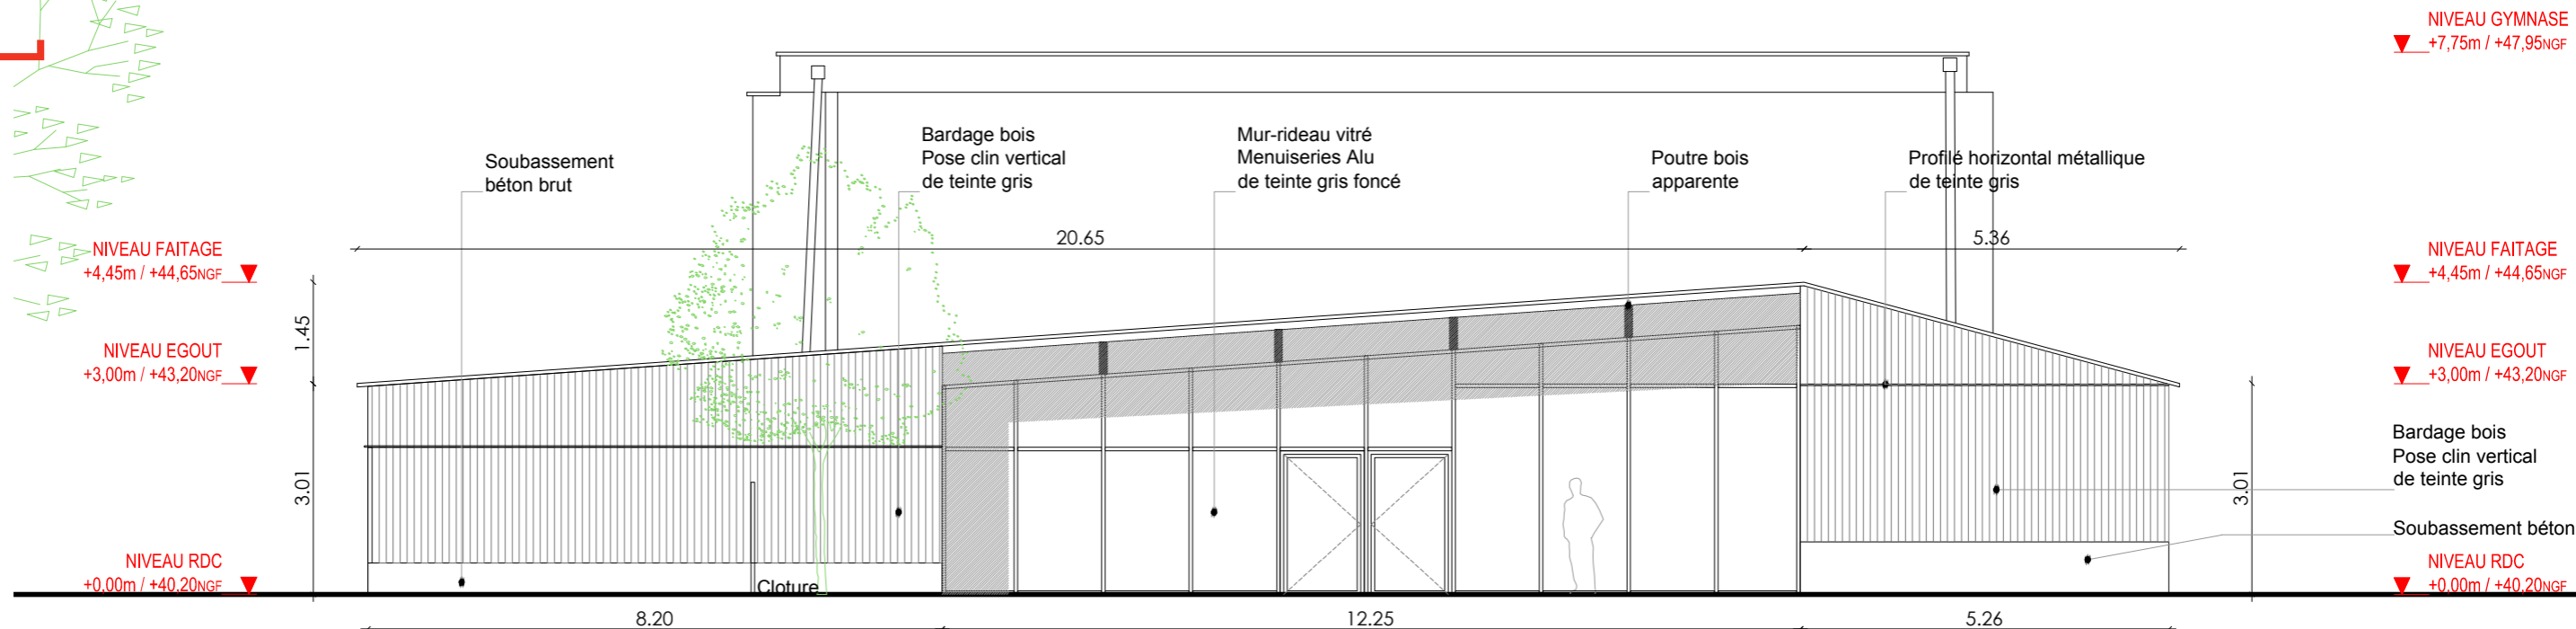 NIVEAU GYMNASE
+7,75m / +47,95NGF
Soubassement
béton brut
Bardage bois
Pose clin vertical
de teinte gris
Mur-rideau vitré
Menuiseries Alu
de teinte gris foncé
Poutre bois
apparente
Profilé horizontal métallique
de teinte gris
20.65
5.36
NIVEAU FAITAGE
+4,45m / +44,65NGF
NIVEAU FAITAGE
+4,45m / +44,65NGF
1.45
NIVEAU EGOUT
+3,00m / +43,20NGF
NIVEAU EGOUT
+3,00m / +43,20NGF
3.01
3.01
Bardage bois
Pose clin vertical
de teinte gris
Soubassement béton
NIVEAU RDC
+0,00m / +40,20NGF
Cloture
NIVEAU RDC
+0,00m / +40,20NGF
8.20
12.25
5.26